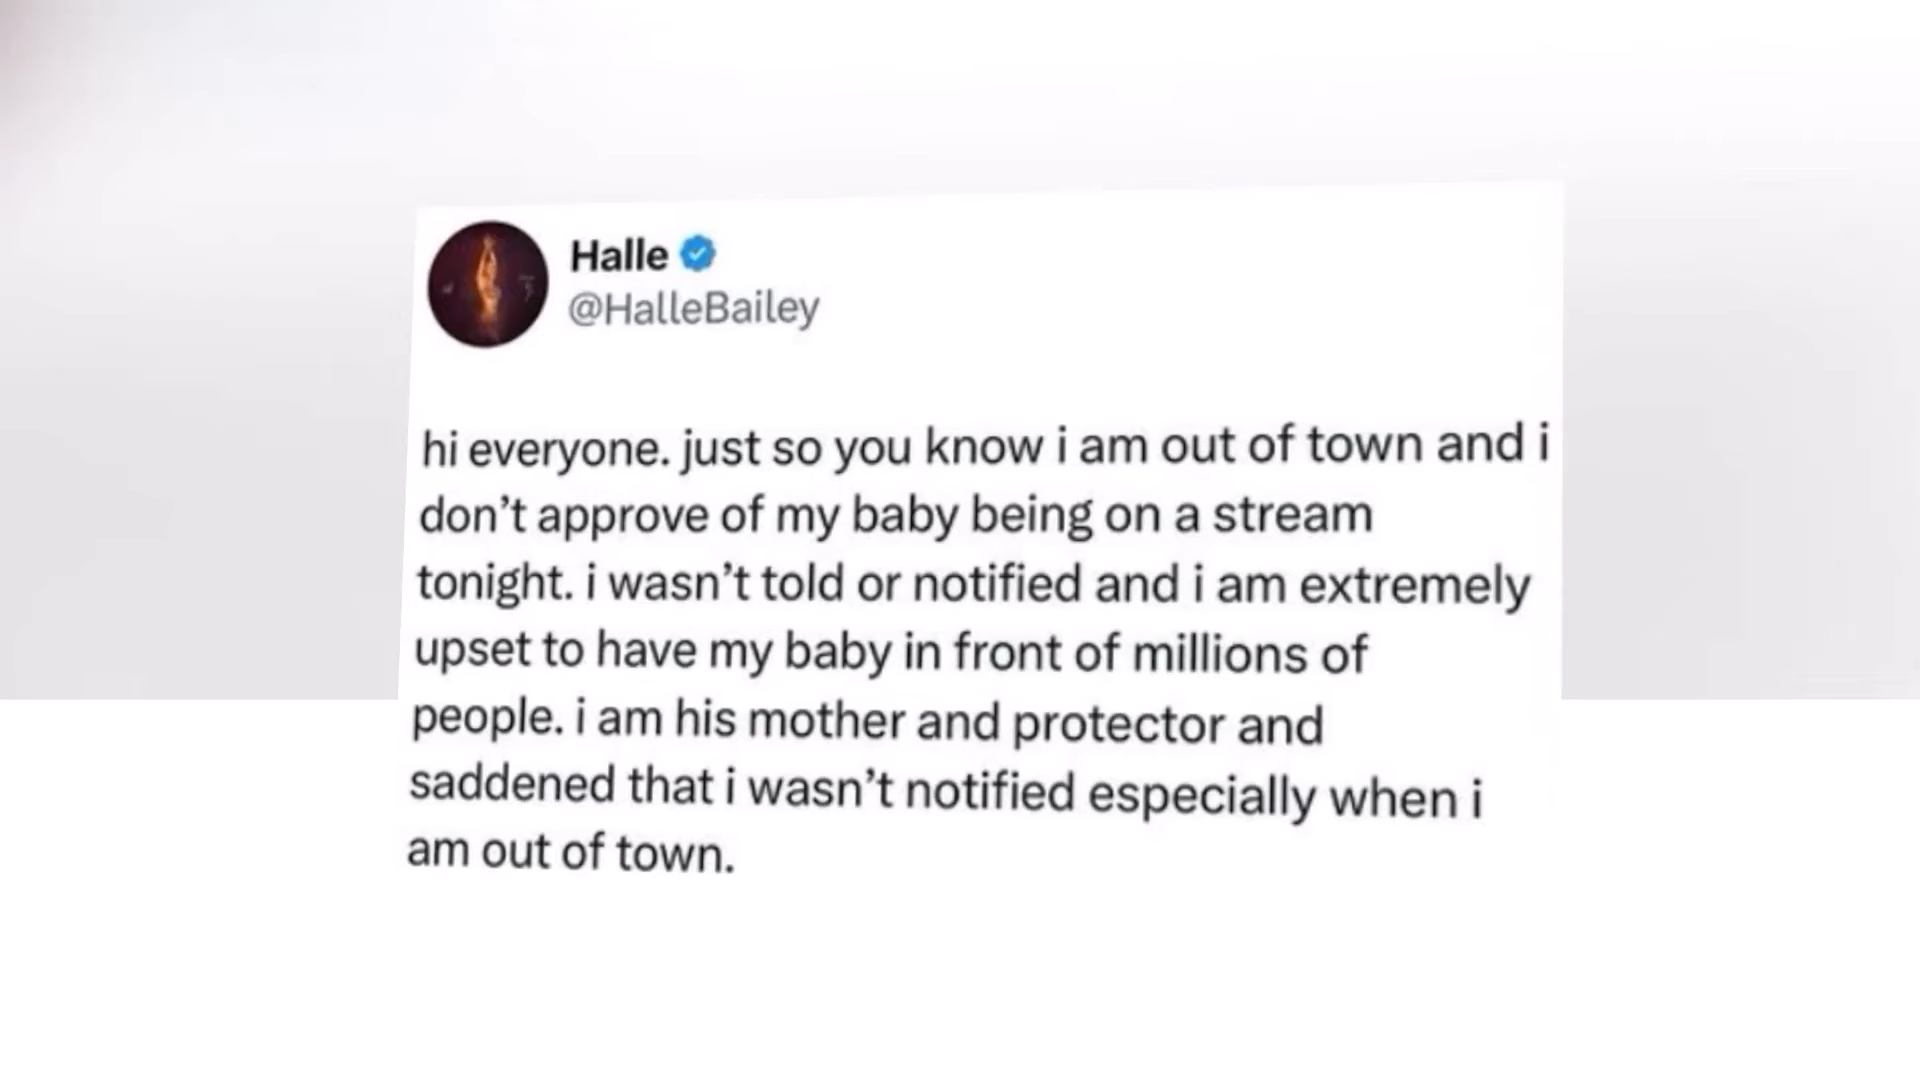 Halle
@HalleBailey
hi everyone. just so you know i am out of town and i
don’t approve of my baby being on a stream
tonight. i wasn’t told or notified and i am extremely
upset to have my baby in front of millions of
people. i am his mother and protector and
saddened that i wasn’t notified especially when i
am out of town.